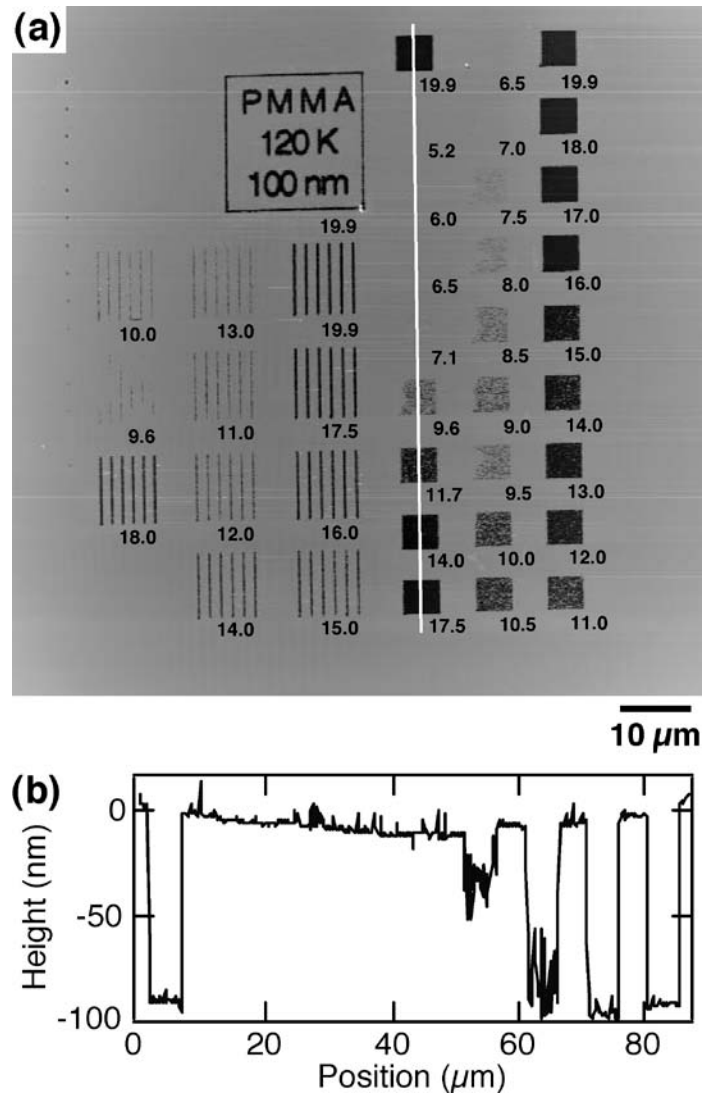 (a)
19.9 6.5 19.9
PMMA
120 K
100 nm
5.2 7.0 18.0
6.0 7.5 17.0
19.9
6.5 8.0 16.0
10.0 13.0 19.9
7.1 8.5 15.0
9.6 11.0 17.5
9.6 9.0 14.0
11.7 9.5 13.0
18.0 12.0 16.0
14.0 10.0 12.0
14.0 15.0
17.5 10.5 11.0
10 µm
(b)
0
-50
-100
Height (nm)
0 20 40 60 80
Position (µm)